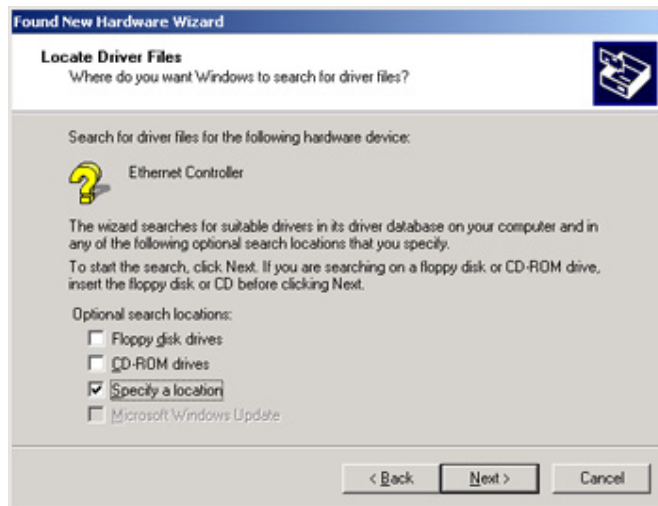 Found New Hardware Wizard
Locate Driver Files
Where do you want Windows to search for driver files?
Search for driver files for the following hardware device:
Ethernet Controller
The wizard searches for suitable drivers in its driver database on your computer and in
any of the following optional search locations that you specify.
To start the search, click Next. If you are searching on a floppy disk or CD-ROM drive,
insert the floppy disk or CD before clicking Next.
Optional search locations:
Floppy disk drives
CD-ROM drives
Specify a location
Microsoft Windows Update
< Back Next > Cancel